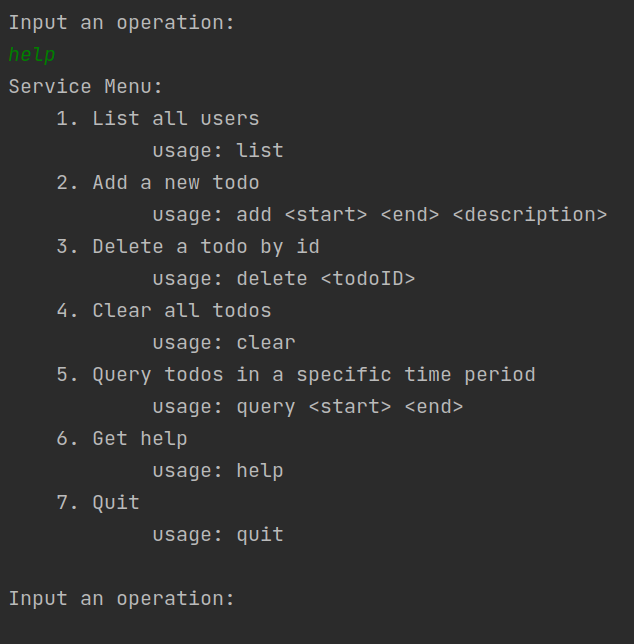 Input an operation:
help
Service Menu:
1. List all users
usage: list
2. Add a new todo
usage: add <start> <end> <description>
3. Delete a todo by id
usage: delete <todoID>
4. Clear all todos
usage: clear
5. Query todos in a specific time period
usage: query <start> <end>
6. Get help
usage: help
7. Quit
usage: quit
Input an operation: